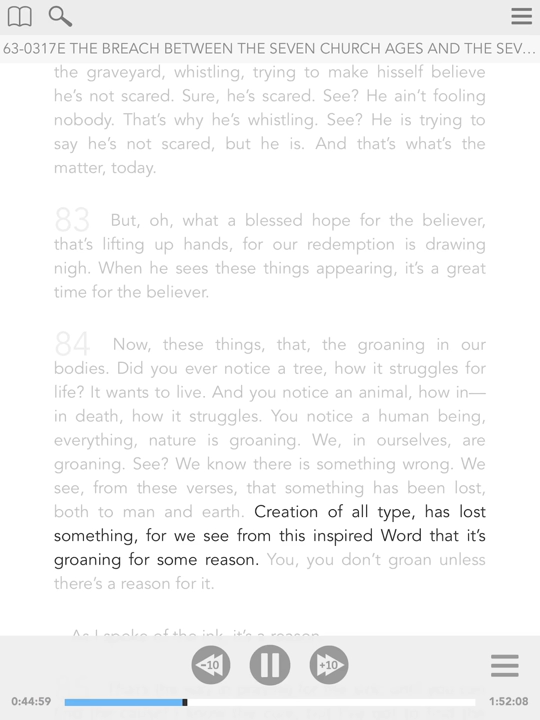 63-0317E THE BREACH BETWEEN THE SEVEN CHURCH AGES AND THE SEV…
the graveyard, whistling, trying to make hisself believe
he’s not scared. Sure, he’s scared. See? He ain’t fooling
nobody. That’s why he’s whistling. See? He is trying to
say he’s not scared, but he is. And that’s what’s the
matter, today.
83 But, oh, what a blessed hope for the believer,
that’s lifting up hands, for our redemption is drawing
nigh. When he sees these things appearing, it’s a great
time for the believer.
84 Now, these things, that, the groaning in our
bodies. Did you ever notice a tree, how it struggles for
life? It wants to live. And you notice an animal, how in—
in death, how it struggles. You notice a human being,
everything, nature is groaning. We, in ourselves, are
groaning. See? We know there is something wrong. We
see, from these verses, that something has been lost,
both to man and earth. Creation of all type, has lost
something, for we see from this inspired Word that it’s
groaning for some reason. You, you don’t groan unless
there’s a reason for it.
As I spoke of the ink, it’s a reason
-10 +10
0:44:59 1:52:08